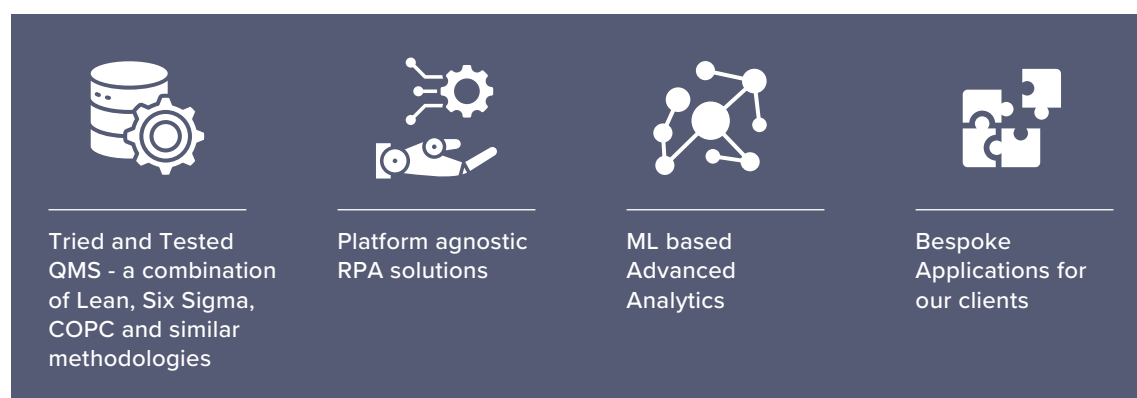 Tried and Tested
QMS - a combination
of Lean, Six Sigma,
COPC and similar
methodologies
Platform agnostic
RPA solutions
ML based
Advanced
Analytics
Bespoke
Applications for
our clients